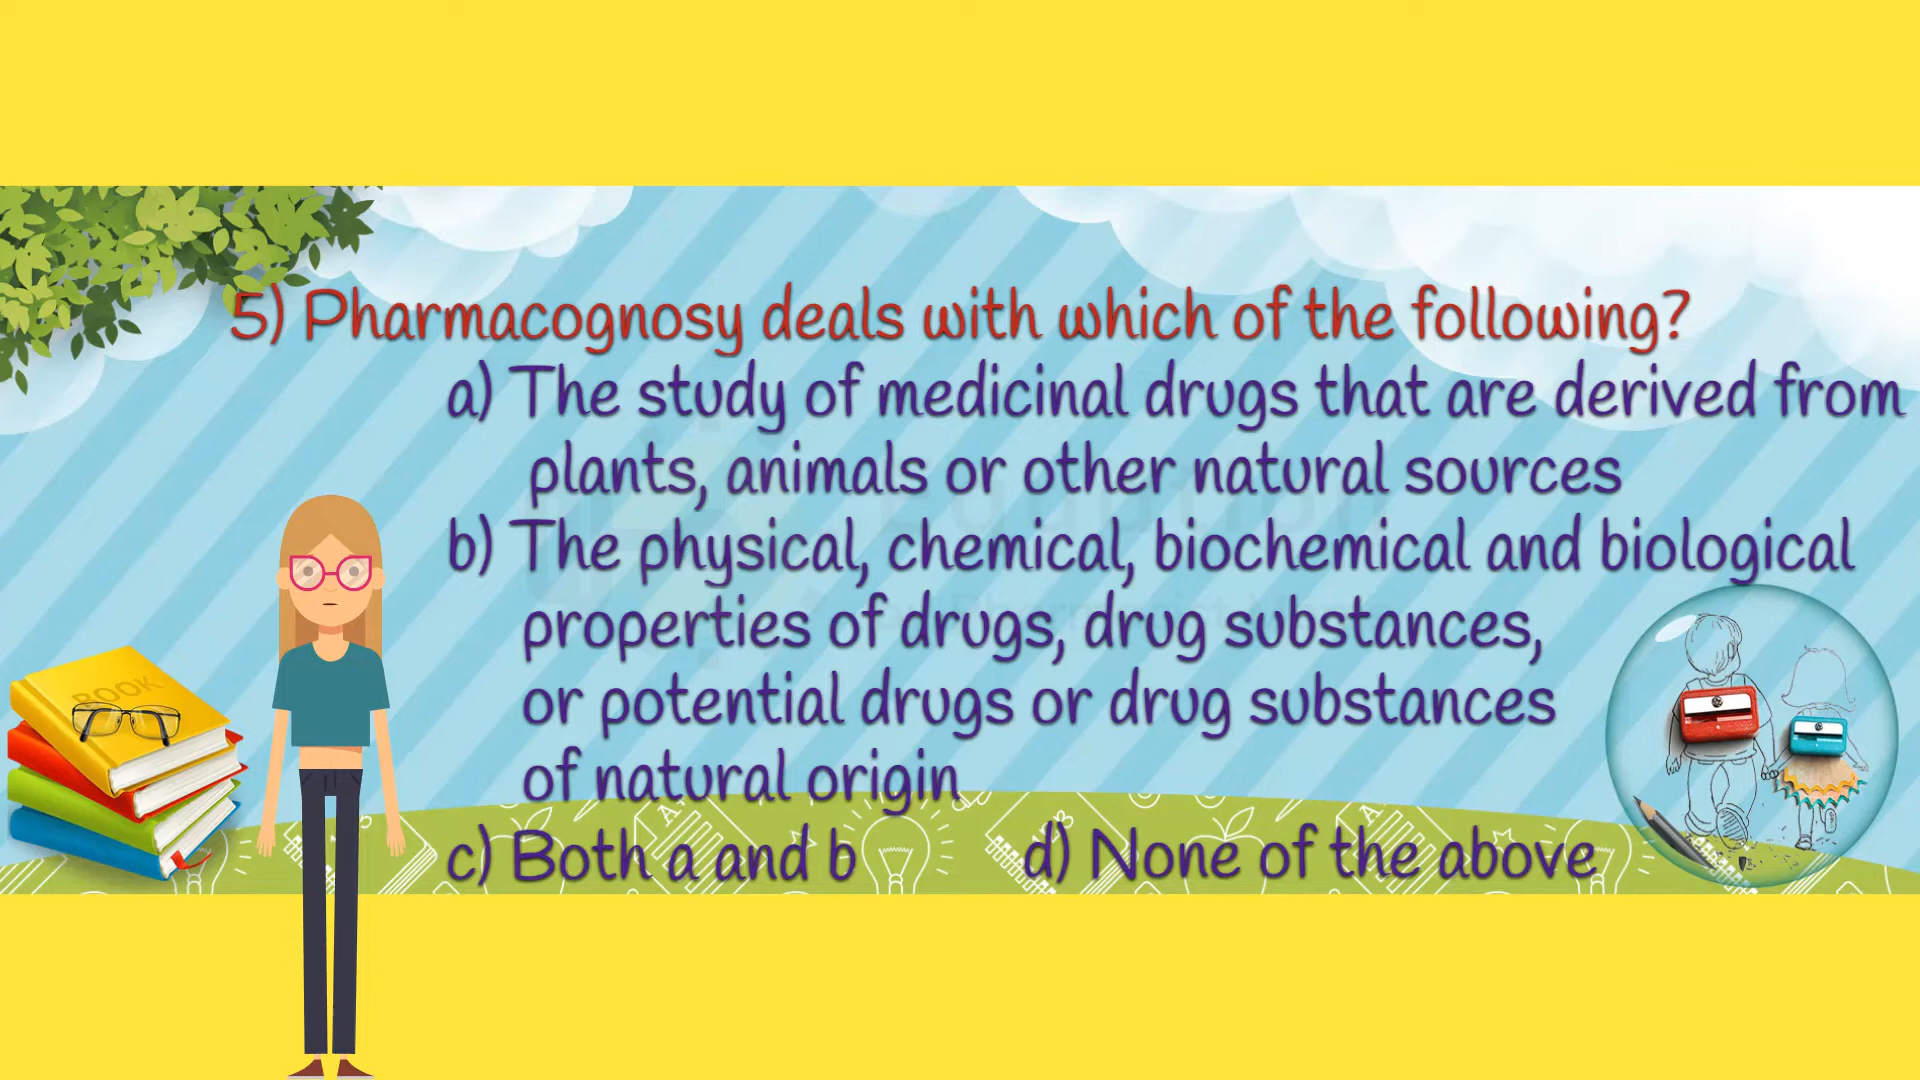 5) Pharmacognosy deals with which of the following?
a) The study of medicinal drugs that are derived from
plants, animals or other natural sources
b) The physical, chemical, biochemical and biological
properties of drugs, drug substances,
or potential drugs or drug substances
of natural origin
c) Both a and b d) None of the above
BOOK